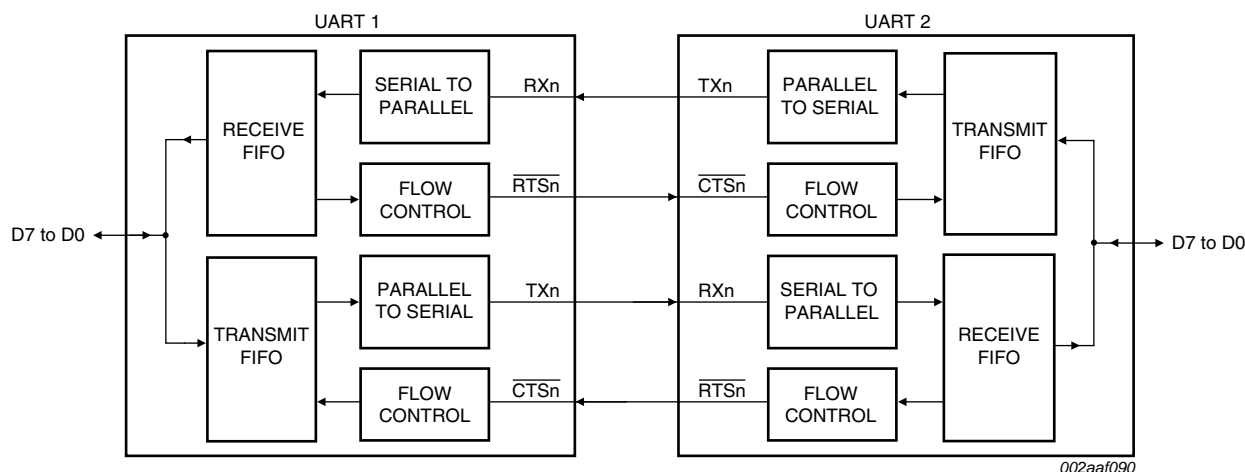 UART 1
UART 2
SERIAL TO
PARALLEL
RXn
TXn
PARALLEL
TO SERIAL
RECEIVE
FIFO
TRANSMIT
FIFO
FLOW
CONTROL
RTSn
CTSn
FLOW
CONTROL
D7 to D0
D7 to D0
PARALLEL
TO SERIAL
TXn
RXn
SERIAL TO
PARALLEL
TRANSMIT
FIFO
RECEIVE
FIFO
FLOW
CONTROL
CTSn
RTSn
FLOW
CONTROL
002aaf090